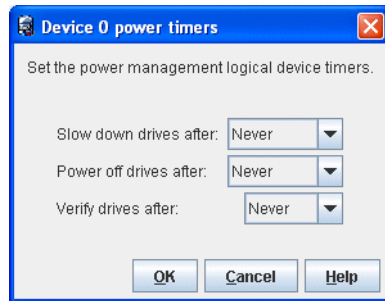 Device 0 power timers
Set the power management logical device timers.
Slow down drives after: Never
Power off drives after: Never
Verify drives after: Never
OK Cancel Help